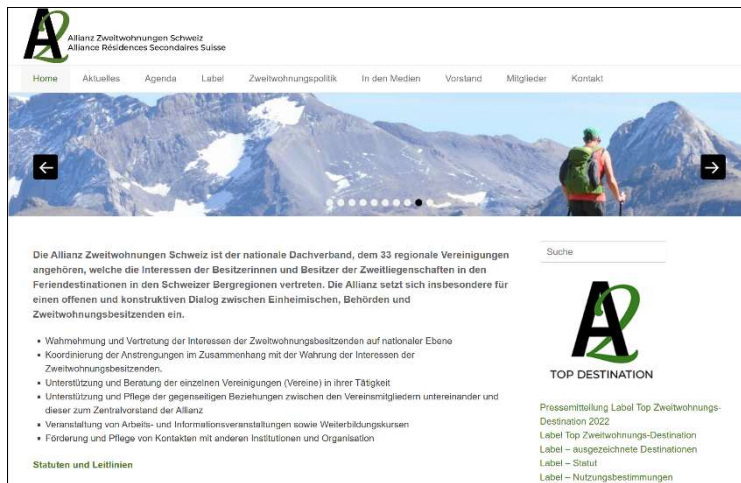 A2
Allianz Zweitwohnungen Schweiz
Alliance Résidences Secondaires Suisse
Home Aktuelles Agenda Label Zweitwohnungspolitik In den Medien Vorstand Mitglieder Kontakt
Die Allianz Zweitwohnungen Schweiz ist der nationale Dachverband, dem 33 regionale Vereinigungen
angehören, welche die Interessen der Besitzerinnen und Besitzer der Zweitliegenschaften in den
Feriendestinationen in den Schweizer Bergregionen vertreten. Die Allianz setzt sich insbesondere für
einen offenen und konstruktiven Dialog zwischen Einheimischen, Behörden und
Zweitwohnungsbesitzenden ein.
Wahrnehmung und Vertretung der Interessen der Zweitwohnungsbesitzenden auf nationaler Ebene
Koordinierung der Anstrengungen im Zusammenhang mit der Wahrung der Interessen der
Zweitwohnungsbesitzenden.
Unterstützung und Beratung der einzelnen Vereinigungen (Vereine) in ihrer Tätigkeit
Unterstützung und Pflege der gegenseitigen Beziehungen zwischen den Vereinsmitgliedern untereinander und
dieser zum Zentralvorstand der Allianz
Veranstaltung von Arbeits- und Informationsveranstaltungen sowie Weiterbildungskursen
Förderung und Pflege von Kontakten mit anderen Institutionen und Organisation
Statuten und Leitlinien
Suche
A2
TOP DESTINATION
Pressemitteilung Label Top Zweitwohnungs-
Destination 2022
Label Top Zweitwohnungs-Destination
Label – ausgezeichnete Destinationen
Label – Statut
Label – Nutzungsbestimmungen